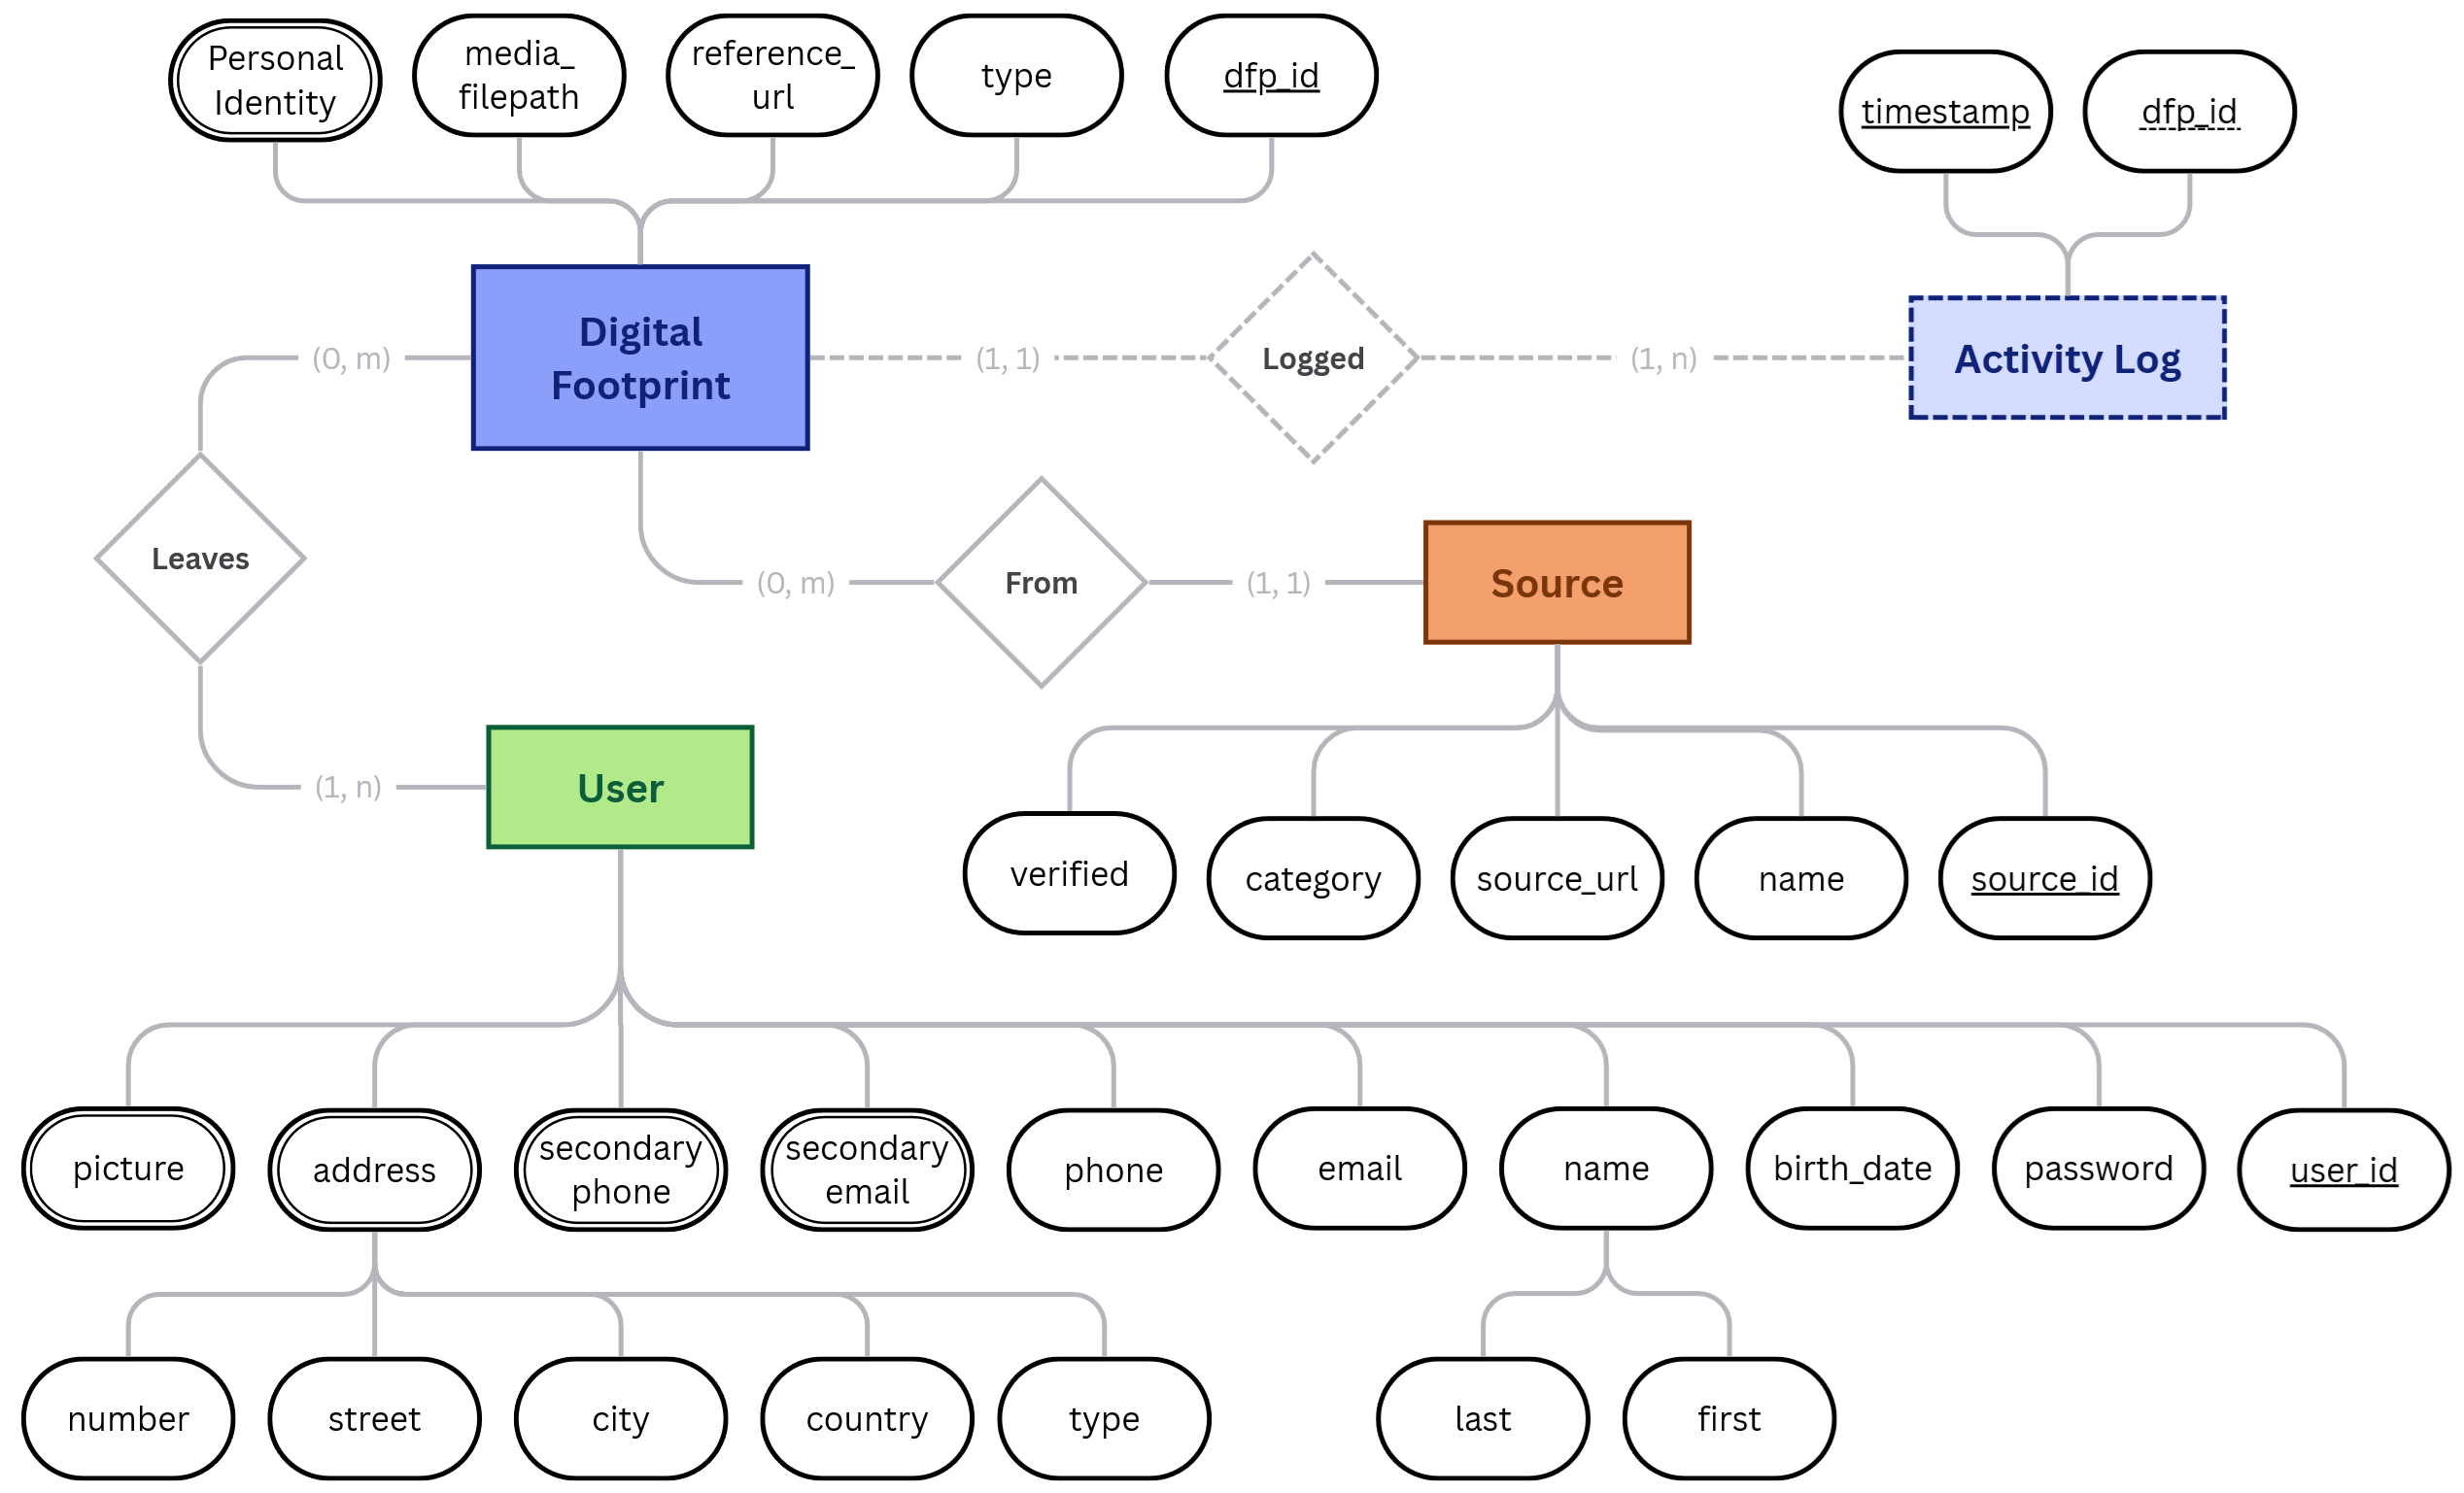 Personal
Identity
media_
filepath
reference_
url
type
dfp_id
timestamp
dfp_id
Digital
Footprint
(0, m)
(1, 1)
Logged
(1, n)
Activity Log
Leaves
(0, m)
From
(1, 1)
Source
(1, n)
User
verified
category
source_url
name
source_id
picture
address
secondary
phone
secondary
email
phone
email
name
birth_date
password
user_id
number
street
city
country
type
last
first